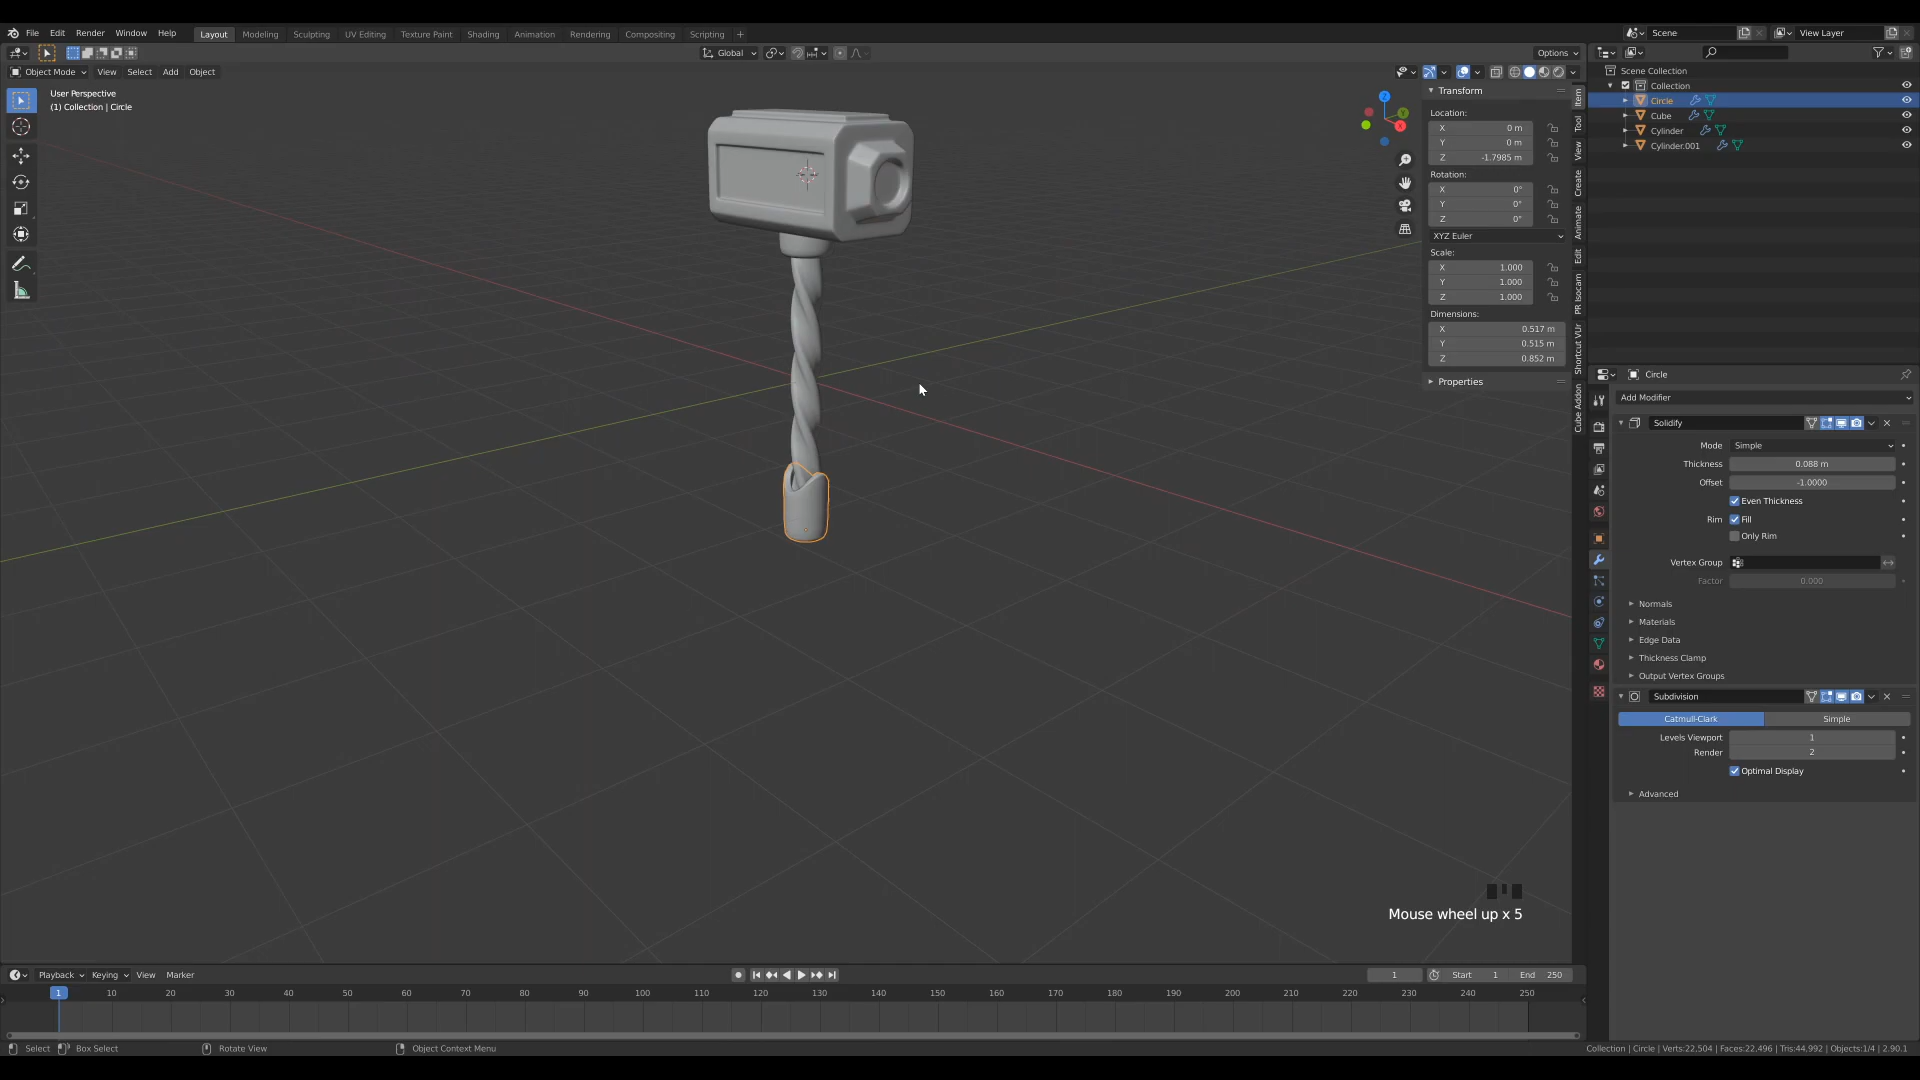 File Edit Render Window Help Layout Modeling Sculpting UV Editing Texture Paint Shading Animation Rendering Compositing Scripting + Scene View Layer
Global Options
Object Mode View Select Add Object
User Perspective
(1) Collection | Circle
Scene Collection
Collection
Circle
Cube
Cylinder
Cylinder.001
Transform
Location:
X 0 m
Y 0 m
Z -1.7985 m
Rotation:
X 0°
Y 0°
Z 0°
XYZ Euler
Scale:
X 1.000
Y 1.000
Z 1.000
Dimensions:
X 0.517 m
Y 0.515 m
Z 0.852 m
Properties
Item
Tool
View
Create
Animate
Edit
PR Isocam
Shortcut VUr
Cube Addon
Circle
Add Modifier
Solidify
Mode Simple
Thickness 0.088 m
Offset -1.0000
Even Thickness
Rim Fill
Only Rim
Vertex Group
Factor 0.000
Normals
Materials
Edge Data
Thickness Clamp
Output Vertex Groups
Subdivision
Catmull-Clark Simple
Levels Viewport 1
Render 2
Optimal Display
Advanced
Mouse wheel up x 5
Playback Keying View Marker 1 Start 1 End 250
1 10 20 30 40 50 60 70 80 90 100 110 120 130 140 150 160 170 180 190 200 210 220 230 240 250
Select Box Select Rotate View Object Context Menu Collection | Circle | Verts:22,504 | Faces:22,496 | Tris:44,992 | Objects:1/4 | 2.90.1